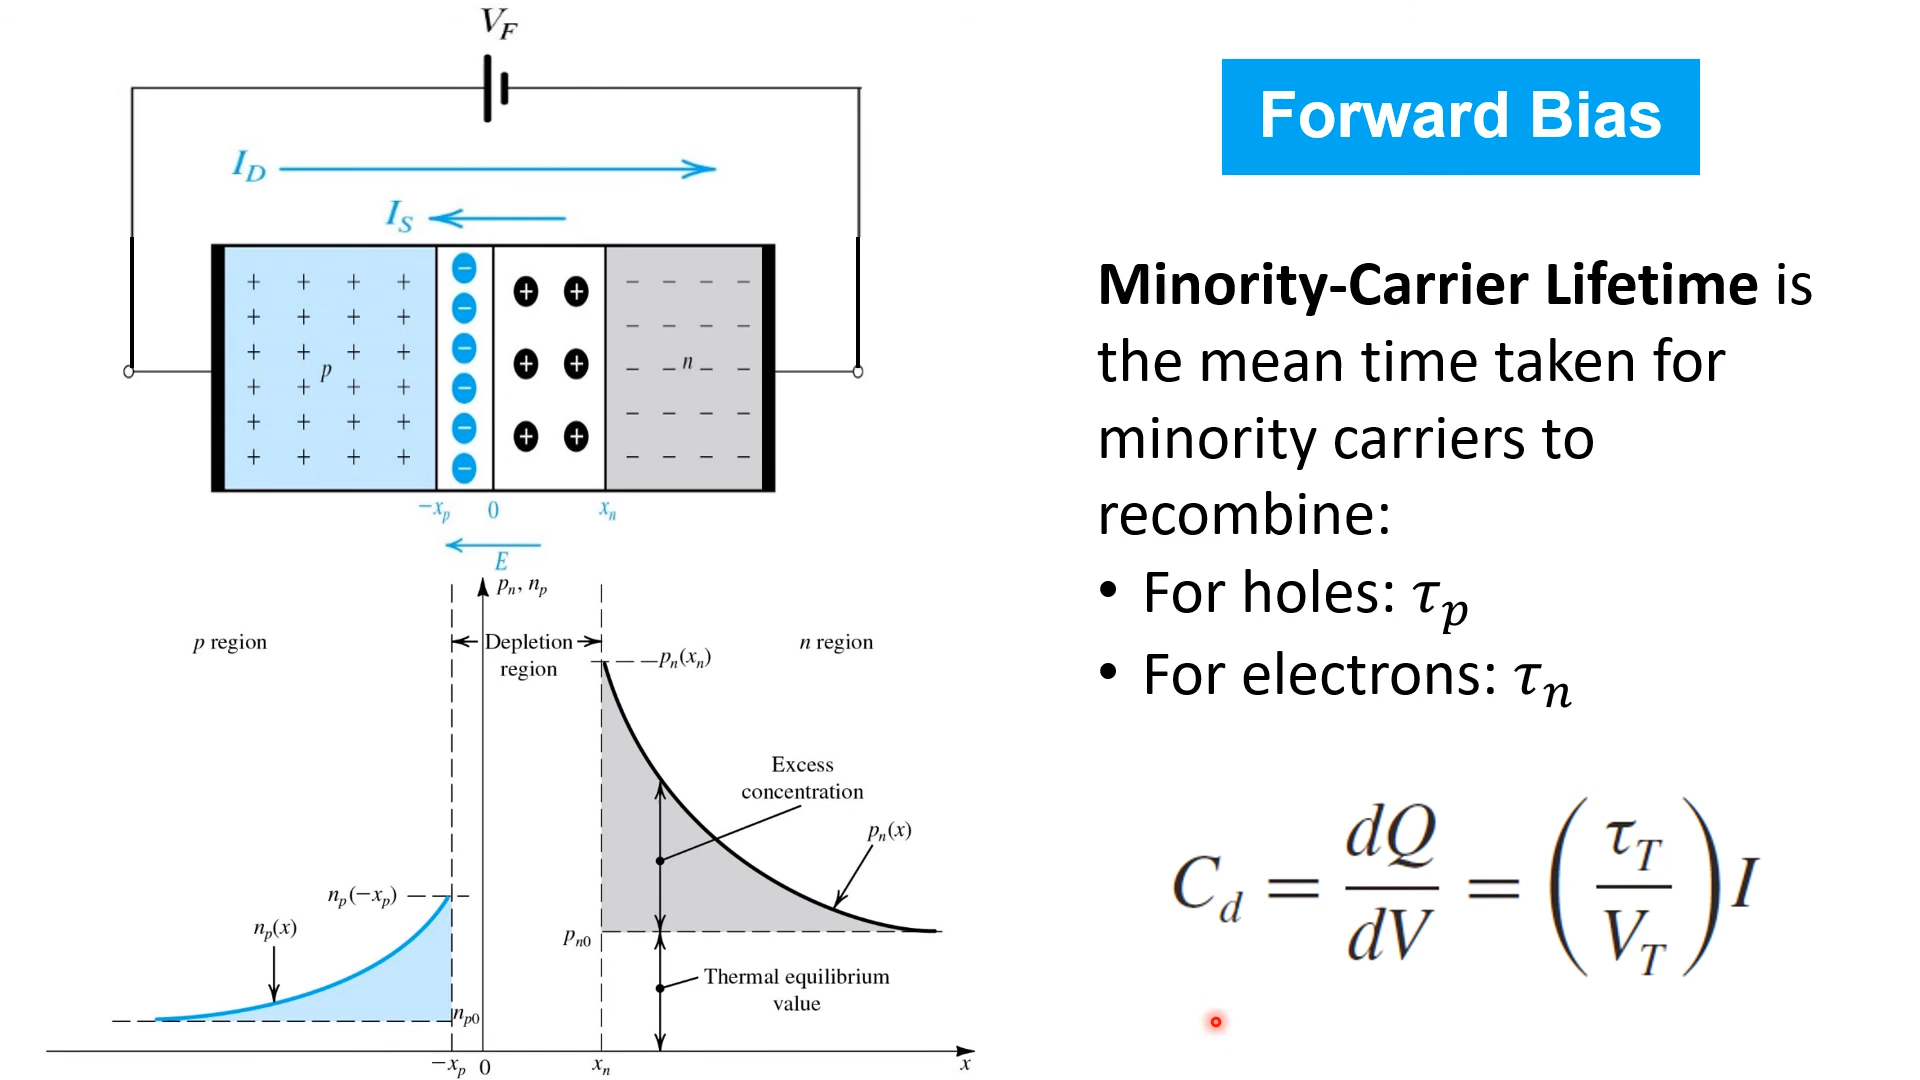 V_F
Forward Bias
I_D
I_S
+ + + +
+ + + +
+ + + +
+ + + +
+ + + +
+ + + +
p
− − − −
− − − −
− − n −
− − − −
− − − −
−x_p 0 x_n
E
Minority-Carrier Lifetime is
the mean time taken for
minority carriers to
recombine:
• For holes: τ_p
• For electrons: τ_n
C_d = dQ/dV = (τ_T/V_T) I
p_n, n_p
p region
Depletion
region
n region
p_n(x_n)
Excess
concentration
p_n(x)
n_p(−x_p)
n_p(x)
p_n0
Thermal equilibrium
value
n_p0
−x_p 0 x_n x